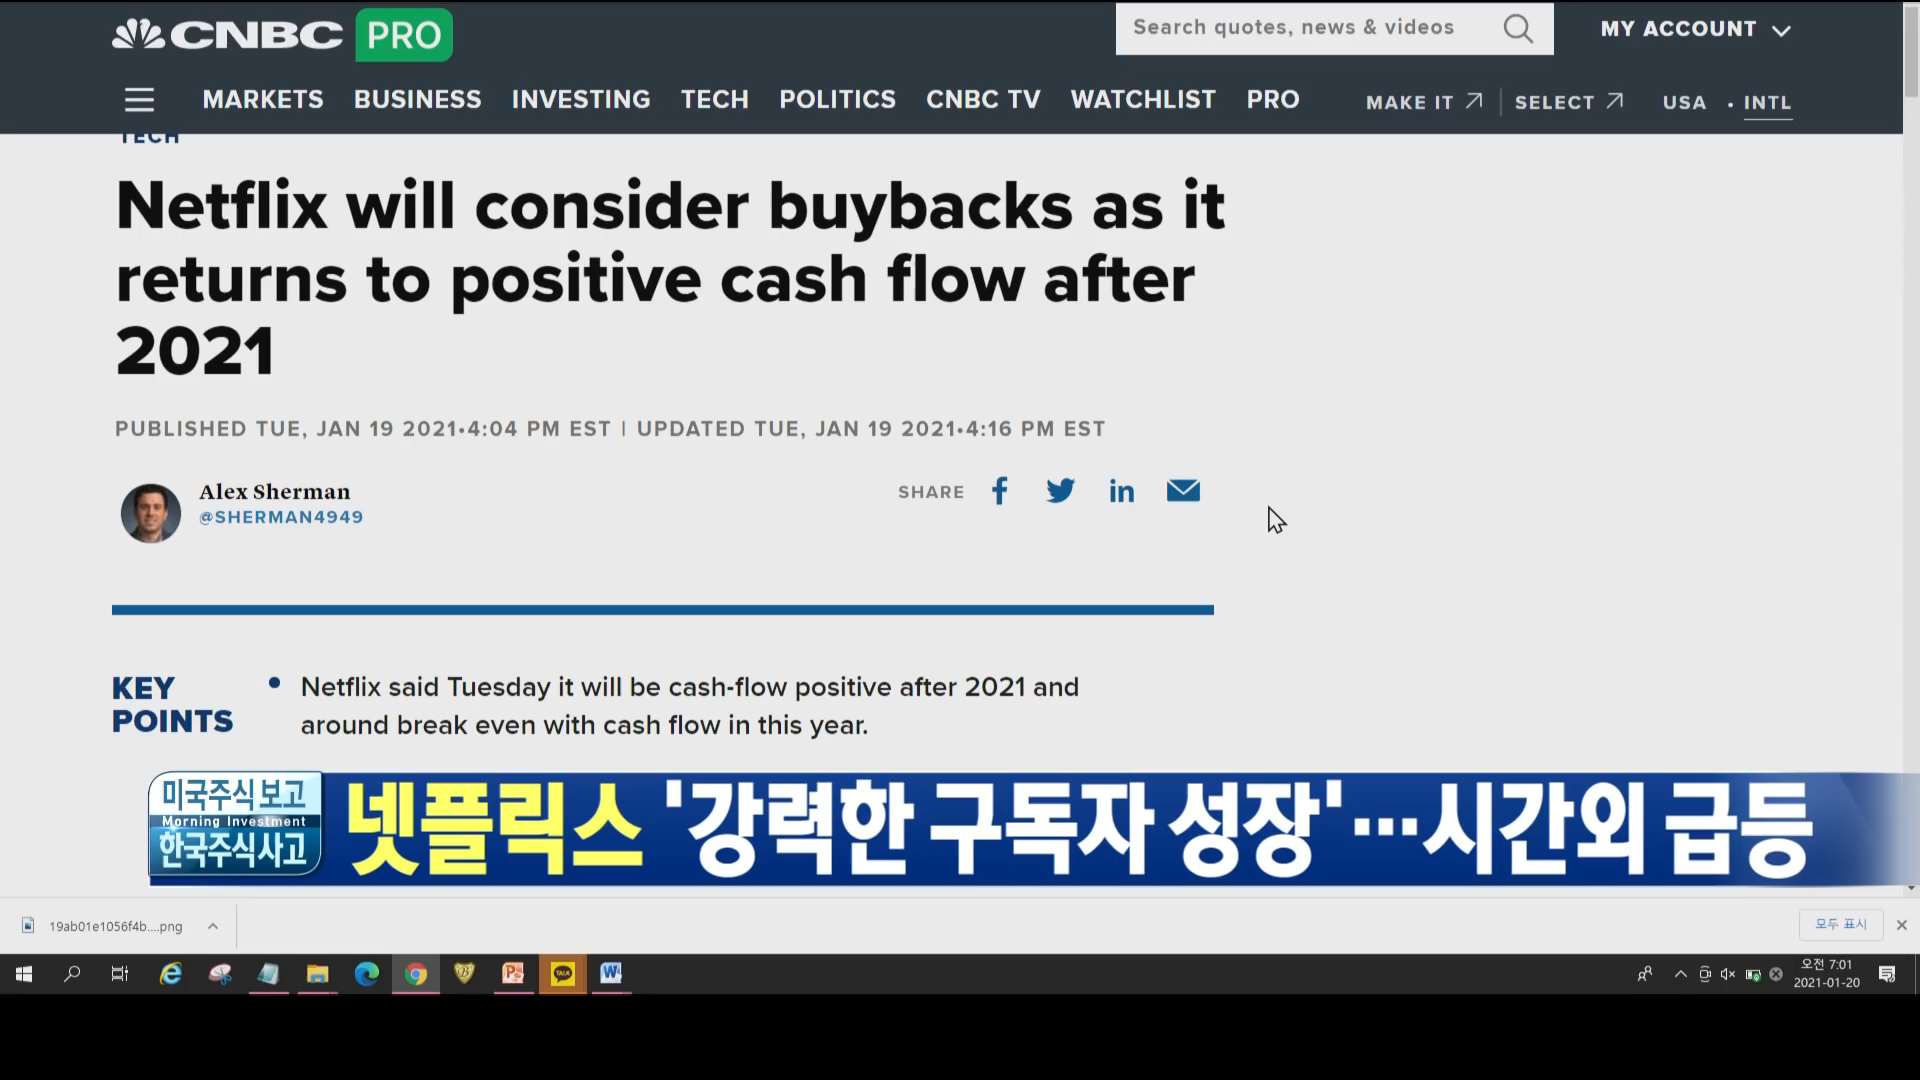 CNBC PRO
Search quotes, news & videos
MY ACCOUNT
MARKETS BUSINESS INVESTING TECH POLITICS CNBC TV WATCHLIST PRO MAKE IT SELECT USA • INTL
TECH
Netflix will consider buybacks as it
returns to positive cash flow after
2021
PUBLISHED TUE, JAN 19 2021•4:04 PM EST | UPDATED TUE, JAN 19 2021•4:16 PM EST
Alex Sherman
@SHERMAN4949
SHARE
KEY
POINTS
• Netflix said Tuesday it will be cash-flow positive after 2021 and
around break even with cash flow in this year.
미국주식 보고
Morning Investment
한국주식 사고
넷플릭스 '강력한 구독자 성장'…시간외 급등
19ab01e1056f4b....png
모두 표시
TALK
오전 7:01
2021-01-20